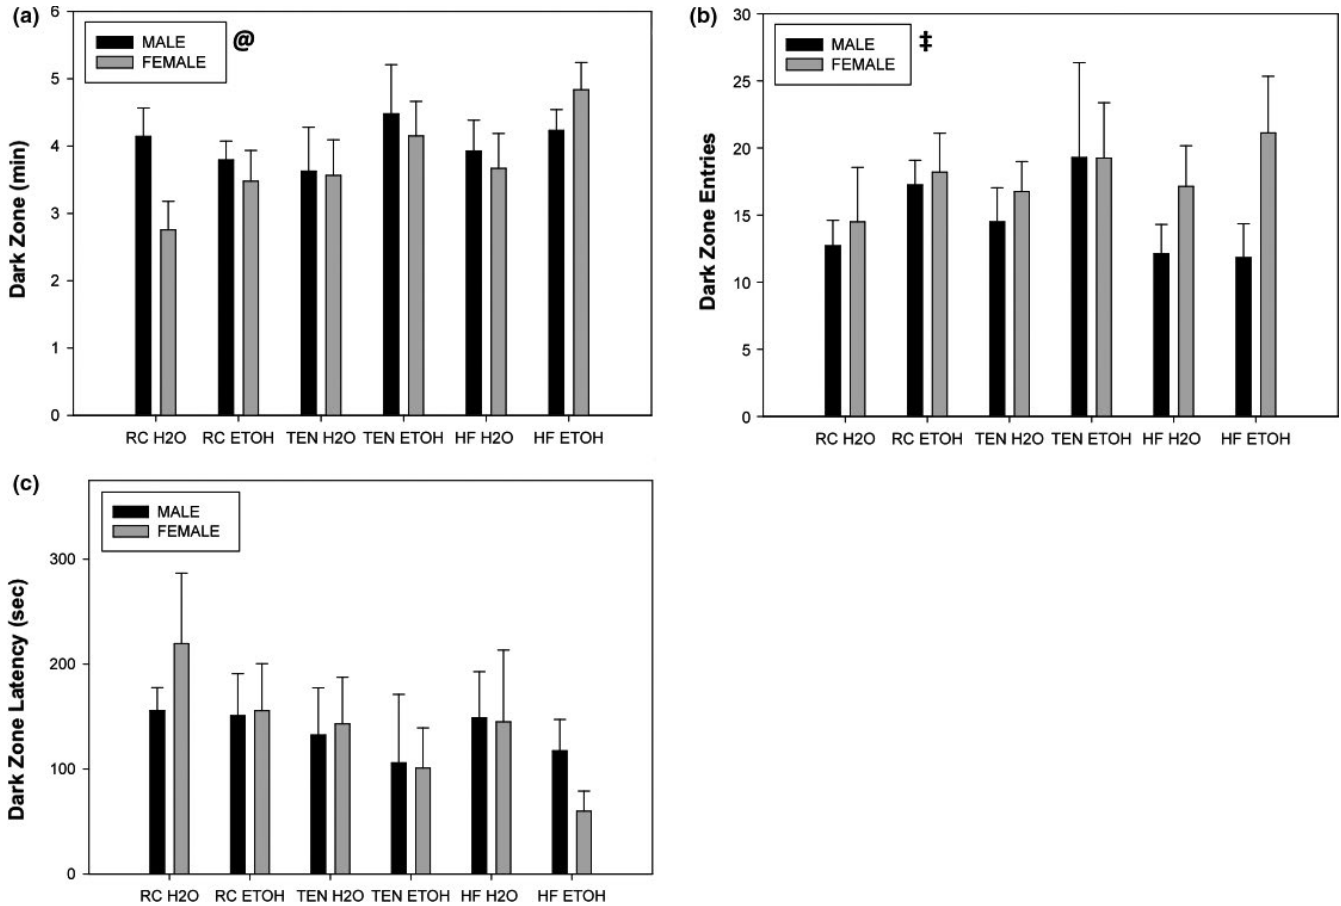 (a)
6
5
4
3
2
1
0
Dark Zone (min)
MALE
FEMALE
@
RC H2O RC ETOH TEN H2O TEN ETOH HF H2O HF ETOH
(b)
30
25
20
15
10
5
0
Dark Zone Entries
MALE
FEMALE
‡
RC H2O RC ETOH TEN H2O TEN ETOH HF H2O HF ETOH
(c)
300
200
100
0
Dark Zone Latency (sec)
MALE
FEMALE
RC H2O RC ETOH TEN H2O TEN ETOH HF H2O HF ETOH